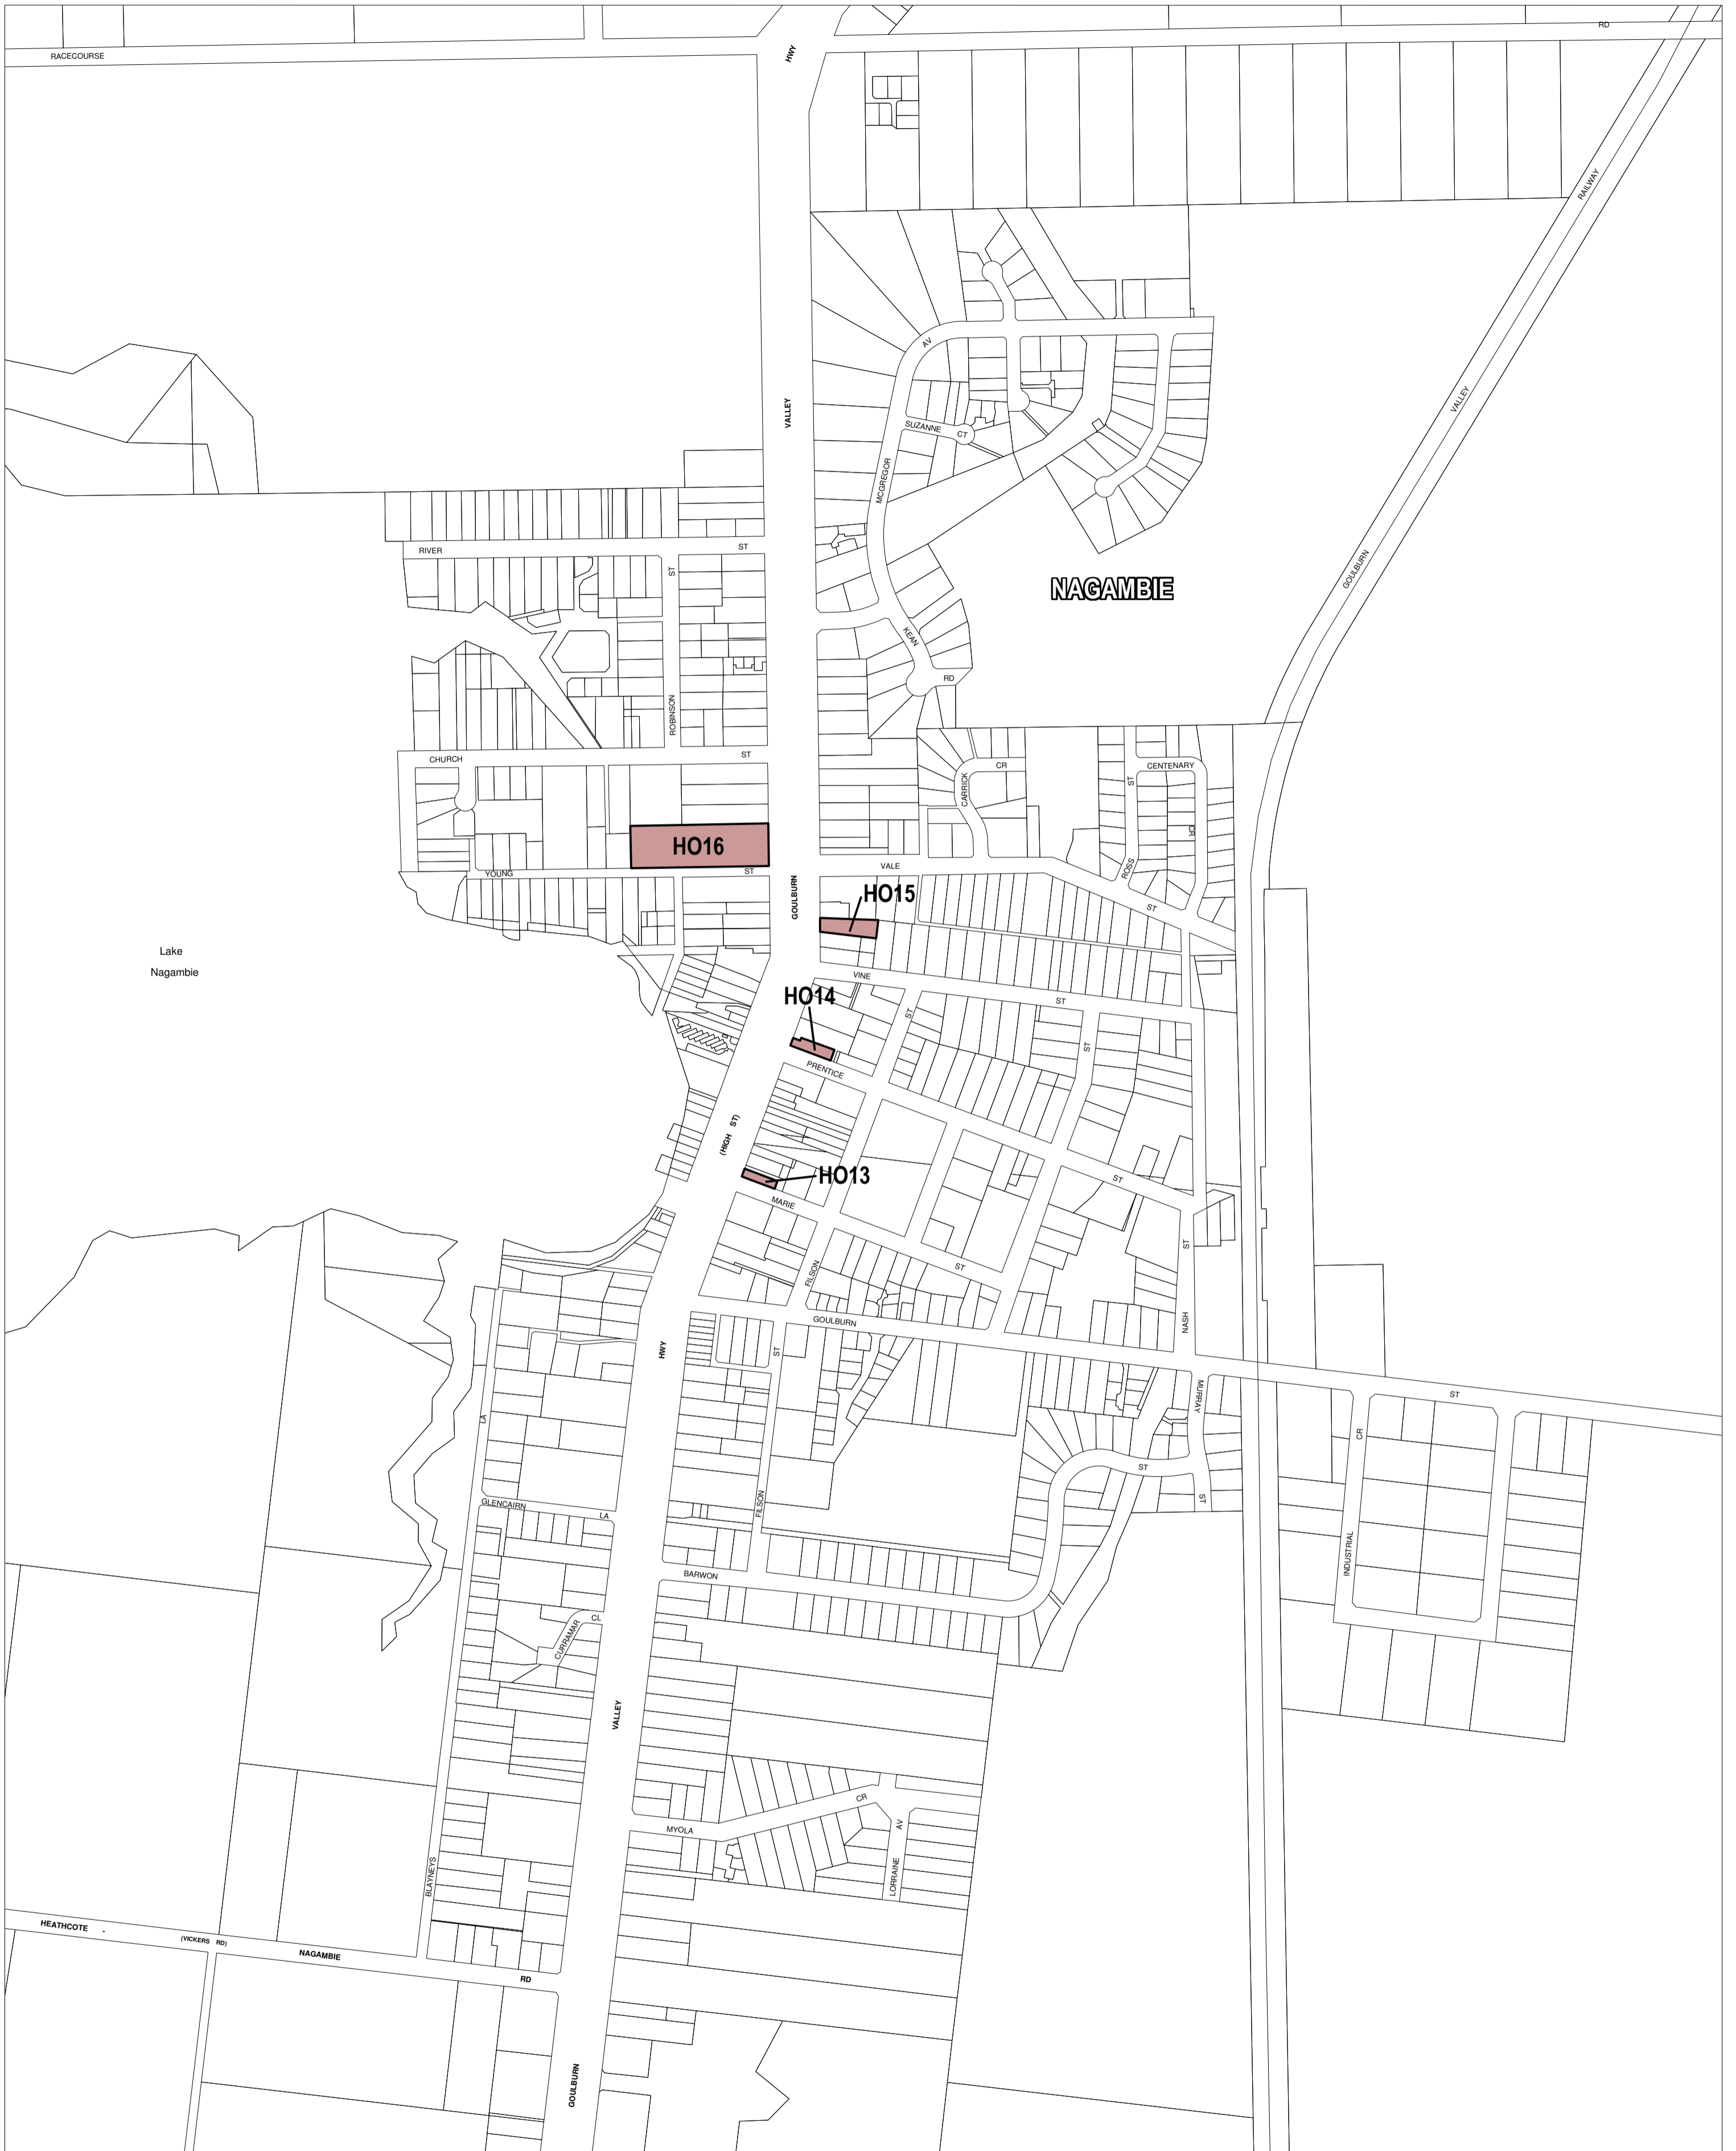 RD
HWY
RACECOURSE
RAILWAY
AV
VALLEY
VALLEY
SUZANNE CT
MCGREGOR
RIVER ST
ST
GOULBURN
NAGAMBIE
KEAN
RD
ROBINSON
CHURCH ST
CR
CARRICK
CENTENARY
ST
CR
HO16
VALE
ROSS
YOUNG ST
GOULBURN
HO15
ST
Lake
Nagambie
VINE
ST
HO14
ST
ST
PRENTICE
(HIGH ST)
HO13
ST
MARIE
ST
ST
FILSON
GOULBURN
NASH
HWY
ST
MURRAY
ST
LA
CR
ST
ST
GLENCAIRN
LA
FILSON
INDUSTRIAL
BARWON
CL
CURRAMAR
VALLEY
CR
AV
MYOLA
BLAYNEYS
LORRAINE
HEATHCOTE -
(VICKERS RD)
NAGAMBIE
RD
GOULBURN